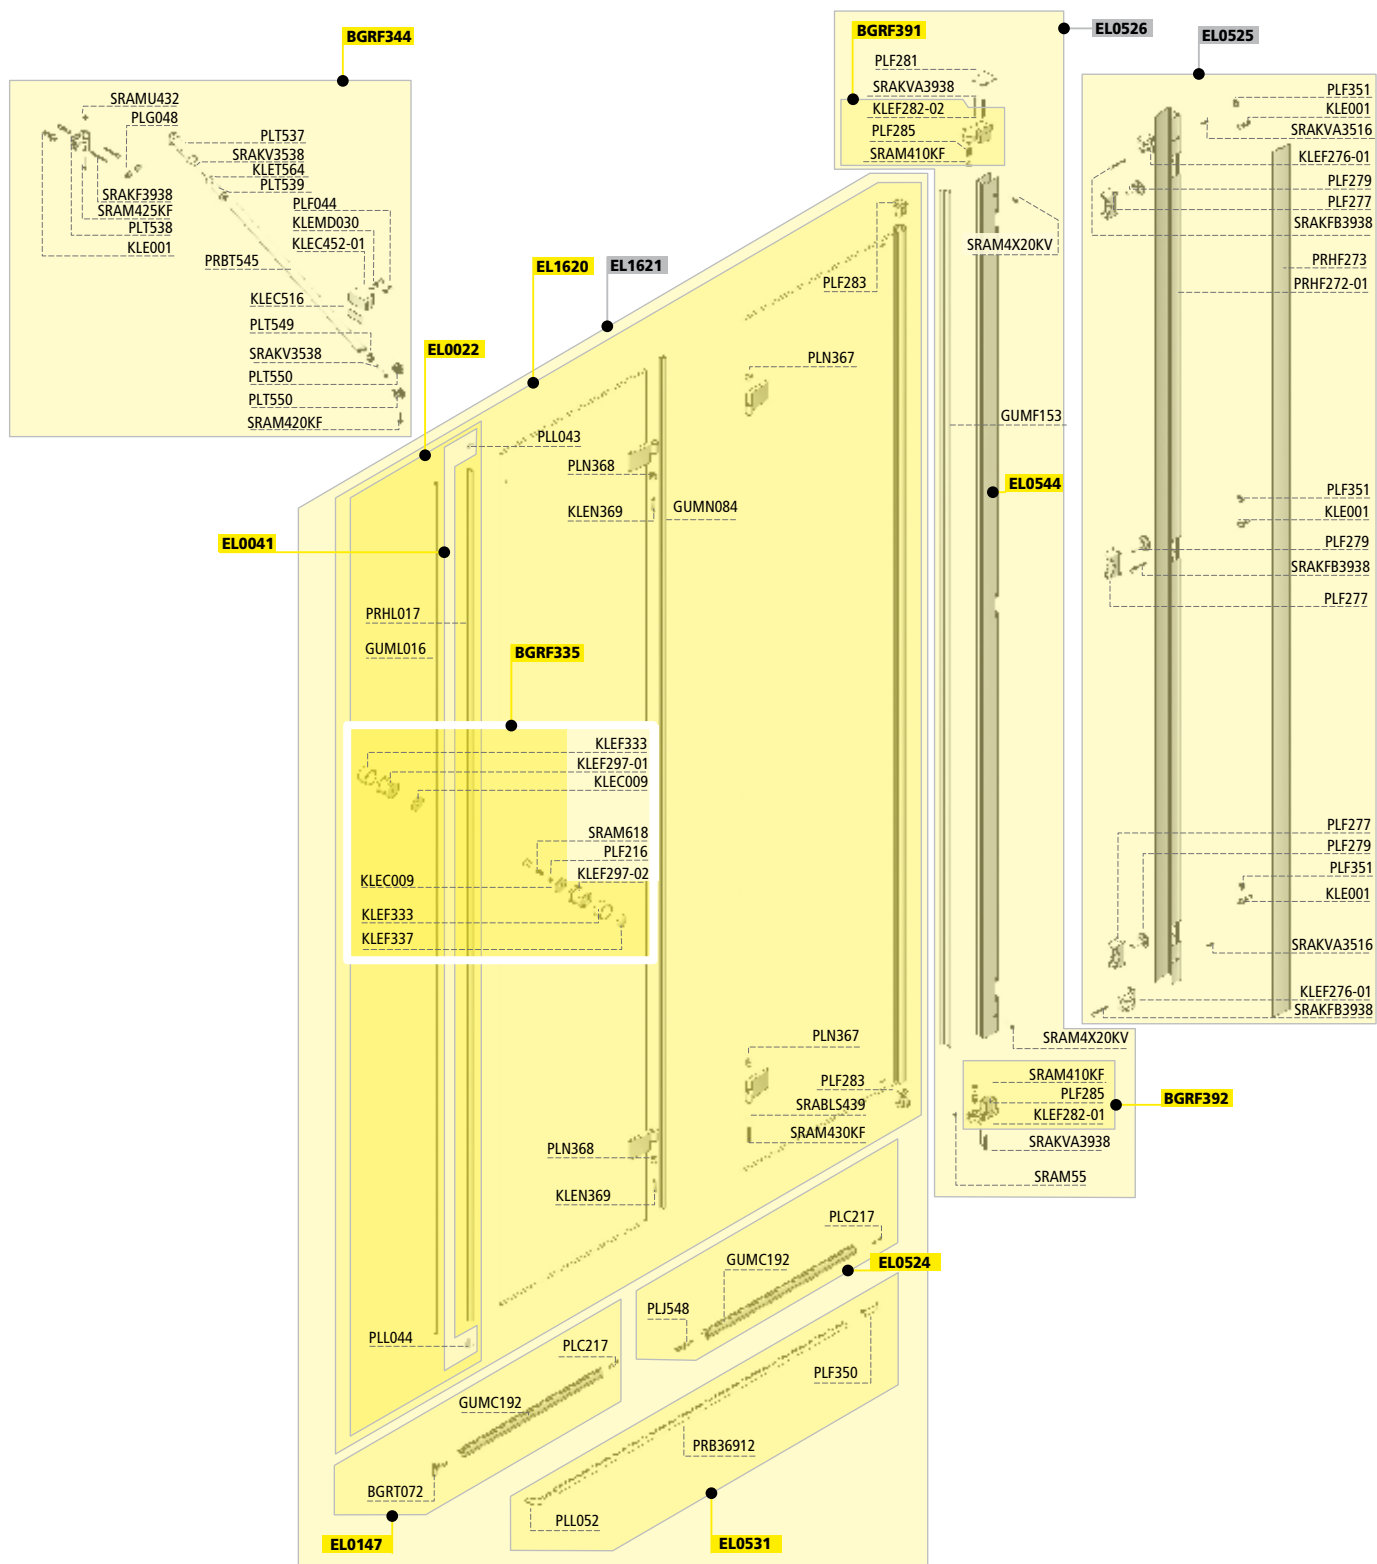 BGRF344
SRAMU432
PLG048
PLT537
SRAKV3538
KLET564
PLT539
SRAKF3938
SRAM425KF
PLT538
KLE001
PLF044
KLEMD030
KLEC452-01
PRBT545
KLEC516
PLT549
SRAKV3538
PLT550
PLT550
SRAM420KF
BGRF391
EL0526
PLF281
SRAKVA3938
KLEF282-02
PLF285
SRAM410KF
EL0525
PLF351
KLE001
SRAKVA3516
KLEF276-01
PLF279
PLF277
SRAKFB3938
PRHF273
PRHF272-01
SRAM4X20KV
EL1620
EL1621
PLF283
EL0022
PLN367
GUMF153
PLL043
PLN368
KLEN369
GUMN084
EL0544
PLF351
KLE001
PLF279
SRAKFB3938
PLF277
EL0041
PRHL017
GUML016
BGRF335
KLEF333
KLEF297-01
KLEC009
SRAM618
PLF216
KLEF297-02
KLEC009
KLEF333
KLEF337
PLF277
PLF279
PLF351
KLE001
SRAKVA3516
KLEF276-01
SRAKFB3938
PLN367
PLF283
SRABLS439
SRAM430KF
SRAM4X20KV
SRAM410KF
PLF285
KLEF282-01
BGRF392
SRAKVA3938
SRAM55
PLN368
KLEN369
PLC217
GUMC192
EL0524
PLJ548
PLL044
PLC217
GUMC192
PLF350
PRB36912
BGRT072
PLL052
EL0147
EL0531